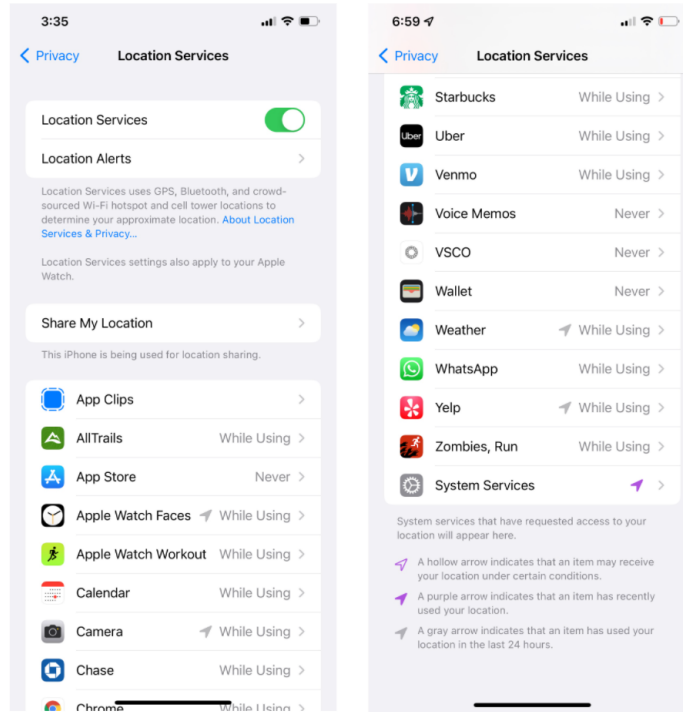 3:35
Privacy
Location Services
Location Services
Location Alerts
Location Services uses GPS, Bluetooth, and crowd-
sourced Wi-Fi hotspot and cell tower locations to
determine your approximate location. About Location
Services & Privacy...
Location Services settings also apply to your Apple
Watch.
Share My Location
This iPhone is being used for location sharing.
App Clips
AllTrails While Using
App Store Never
Apple Watch Faces While Using
Apple Watch Workout While Using
Calendar While Using
Camera While Using
Chase While Using
Chrome While Using
6:59
Privacy
Location Services
Starbucks While Using
Uber Uber While Using
Venmo While Using
Voice Memos Never
VSCO Never
Wallet Never
Weather While Using
WhatsApp While Using
Yelp While Using
Zombies, Run While Using
System Services
System services that have requested access to your
location will appear here.
A hollow arrow indicates that an item may receive
your location under certain conditions.
A purple arrow indicates that an item has recently
used your location.
A gray arrow indicates that an item has used your
location in the last 24 hours.